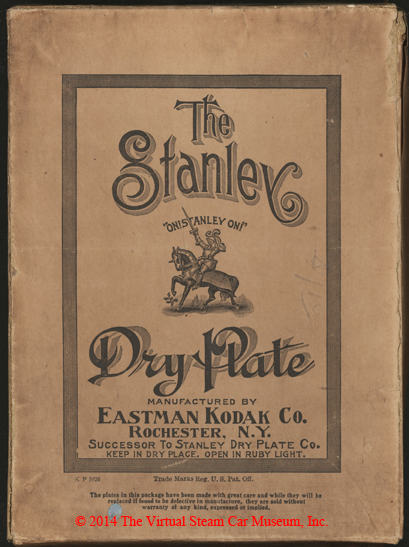 The
Stanley
"ON! STANLEY ON!"
Dry Plate
MANUFACTURED BY
EASTMAN KODAK CO.
ROCHESTER, N.Y.
SUCCESSOR TO STANLEY DRY PLATE CO.
KEEP IN DRY PLACE. OPEN IN RUBY LIGHT.
Trade Marks Reg. U. S. Pat. Off.
The plates in this package have been made with great care and while they will be
replaced if found to be defective in manufacture, they are sold without
warranty of any kind, expressed or implied.
© 2014 The Virtual Steam Car Museum, Inc.